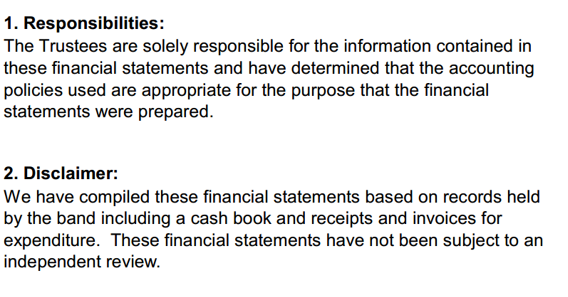 1. Responsibilities:
The Trustees are solely responsible for the information contained in
these financial statements and have determined that the accounting
policies used are appropriate for the purpose that the financial
statements were prepared.
2. Disclaimer:
We have compiled these financial statements based on records held
by the band including a cash book and receipts and invoices for
expenditure.  These financial statements have not been subject to an
independent review.